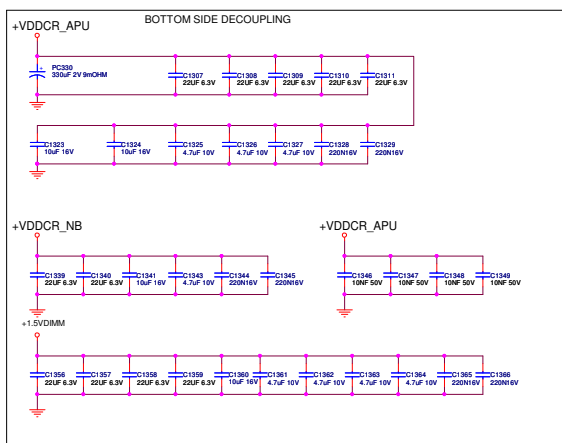 BOTTOM SIDE DECOUPLING
+VDDCR_APU
PC330
330uF 2V 9mOHM
C1307
22UF 6.3V
C1308
22UF 6.3V
C1309
22UF 6.3V
C1310
22UF 6.3V
C1311
22UF 6.3V
C1323
10uF 16V
C1324
10uF 16V
C1325
4.7uF 10V
C1326
4.7uF 10V
C1327
4.7uF 10V
C1328
220N16V
C1329
220N16V
+VDDCR_NB
C1339
22UF 6.3V
C1340
22UF 6.3V
C1341
10uF 16V
C1343
4.7uF 10V
C1344
220N16V
C1345
220N16V
+VDDCR_APU
C1346
10NF 50V
C1347
10NF 50V
C1348
10NF 50V
C1349
10NF 50V
+1.5VDIMM
C1356
22UF 6.3V
C1357
22UF 6.3V
C1358
22UF 6.3V
C1359
22UF 6.3V
C1360
10uF 16V
C1361
4.7uF 10V
C1362
4.7uF 10V
C1363
4.7uF 10V
C1364
4.7uF 10V
C1365
220N16V
C1366
220N16V